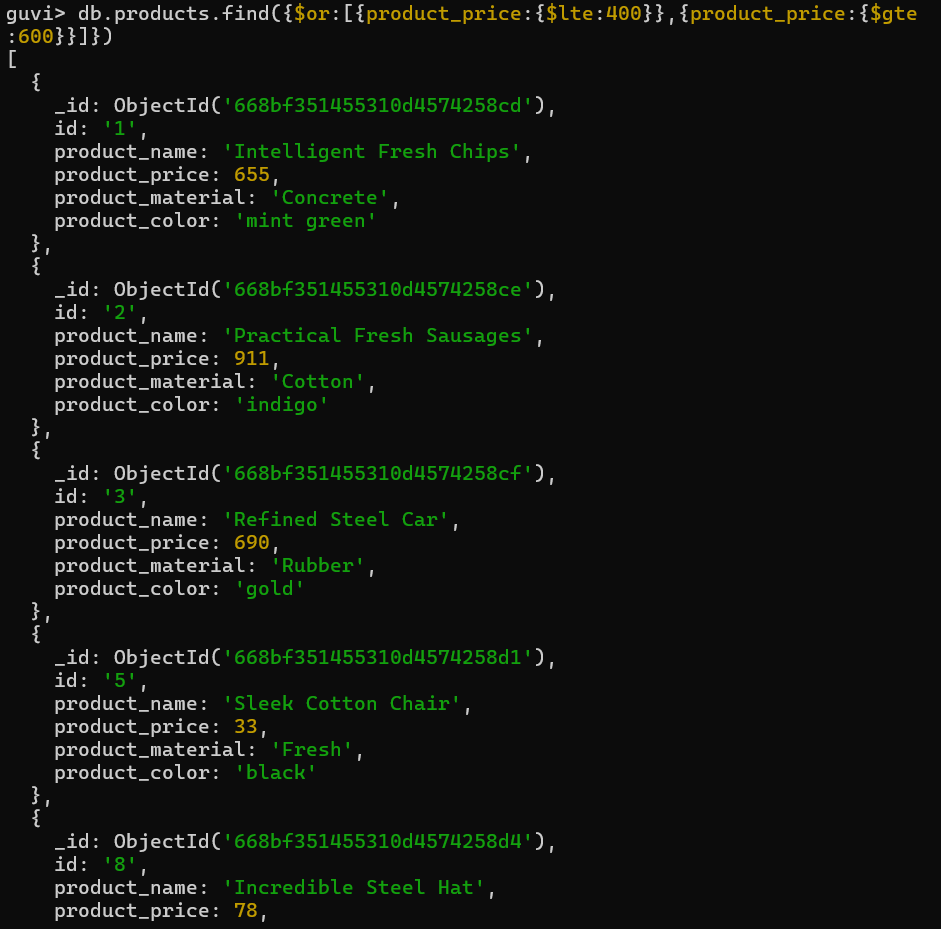 guvi> db.products.find({$or:[{product_price:{$lte:400}},{product_price:{$gte
:600}}]})
[
  {
    _id: ObjectId('668bf351455310d4574258cd'),
    id: '1',
    product_name: 'Intelligent Fresh Chips',
    product_price: 655,
    product_material: 'Concrete',
    product_color: 'mint green'
  },
  {
    _id: ObjectId('668bf351455310d4574258ce'),
    id: '2',
    product_name: 'Practical Fresh Sausages',
    product_price: 911,
    product_material: 'Cotton',
    product_color: 'indigo'
  },
  {
    _id: ObjectId('668bf351455310d4574258cf'),
    id: '3',
    product_name: 'Refined Steel Car',
    product_price: 690,
    product_material: 'Rubber',
    product_color: 'gold'
  },
  {
    _id: ObjectId('668bf351455310d4574258d1'),
    id: '5',
    product_name: 'Sleek Cotton Chair',
    product_price: 33,
    product_material: 'Fresh',
    product_color: 'black'
  },
  {
    _id: ObjectId('668bf351455310d4574258d4'),
    id: '8',
    product_name: 'Incredible Steel Hat',
    product_price: 78,